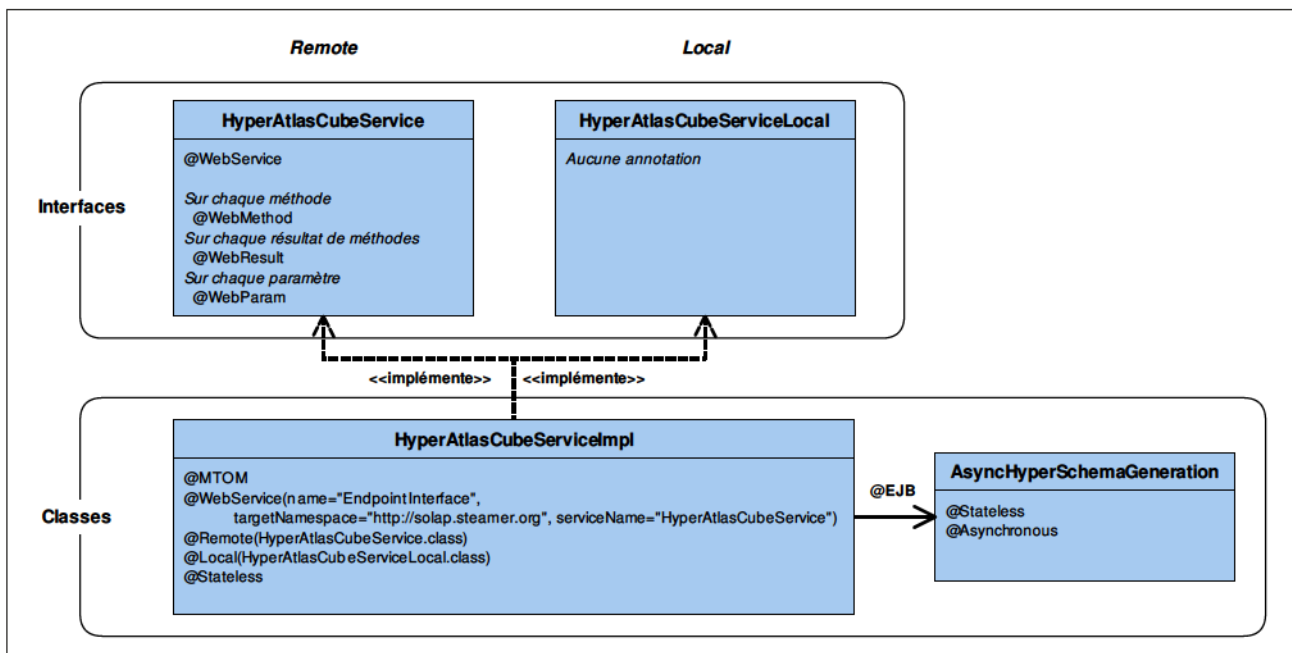 Remote
Local
HyperAtlasCubeService
HyperAtlasCubeServiceLocal
@WebService
Aucune annotation
Sur chaque méthode
@WebMethod
Sur chaque résultat de méthodes
@WebResult
Sur chaque paramètre
@WebParam
Interfaces
<<implémente>>
<<implémente>>
HyperAtlasCubeServiceImpl
@MTOM
@WebService(name="EndpointInterface",
targetNamespace="http://solap.steamer.org", serviceName="HyperAtlasCubeService")
@Remote(HyperAtlasCubeService.class)
@Local(HyperAtlasCubeServiceLocal.class)
@Stateless
Classes
@EJB
AsyncHyperSchemaGeneration
@Stateless
@Asynchronous